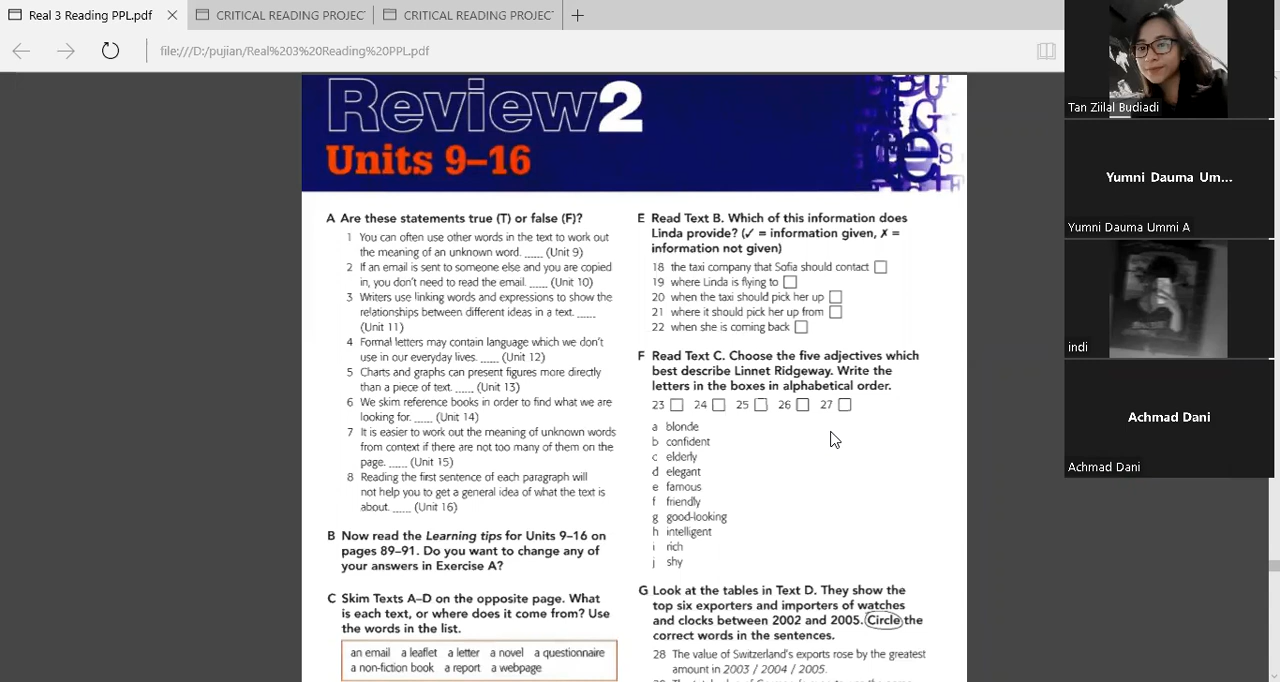 Real 3 Reading PPL.pdf
CRITICAL READING PROJEC
CRITICAL READING PROJEC
file:///D:/pujian/Real%203%20Reading%20PPL.pdf
Review2
Units 9–16
A Are these statements true (T) or false (F)?
1 You can often use other words in the text to work out
the meaning of an unknown word. ____ (Unit 9)
2 If an email is sent to someone else and you are copied
in, you don't need to read the email. ____ (Unit 10)
3 Writers use linking words and expressions to show the
relationships between different ideas in a text. ____
(Unit 11)
4 Formal letters may contain language which we don't
use in our everyday lives. ____ (Unit 12)
5 Charts and graphs can present figures more directly
than a piece of text. ____ (Unit 13)
6 We skim reference books in order to find what we are
looking for. ____ (Unit 14)
7 It is easier to work out the meaning of unknown words
from context if there are not too many of them on the
page. ____ (Unit 15)
8 Reading the first sentence of each paragraph will
not help you to get a general idea of what the text is
about. ____ (Unit 16)
B Now read the Learning tips for Units 9–16 on
pages 89–91. Do you want to change any of
your answers in Exercise A?
C Skim Texts A–D on the opposite page. What
is each text, or where does it come from? Use
the words in the list.
an email a leaflet a letter a novel a questionnaire
a non-fiction book a report a webpage
E Read Text B. Which of this information does
Linda provide? (✓ = information given, ✗ =
information not given)
18 the taxi company that Sofia should contact
19 where Linda is flying to
20 when the taxi should pick her up
21 where it should pick her up from
22 when she is coming back
F Read Text C. Choose the five adjectives which
best describe Linnet Ridgeway. Write the
letters in the boxes in alphabetical order.
23 24 25 26 27
a blonde
b confident
c elderly
d elegant
e famous
f friendly
g good-looking
h intelligent
i rich
j shy
G Look at the tables in Text D. They show the
top six exporters and importers of watches
and clocks between 2002 and 2005. Circle the
correct words in the sentences.
28 The value of Switzerland's exports rose by the greatest
amount in 2003 / 2004 / 2005.
Tan Ziilal Budiadi
Yumni Dauma Um...
Yumni Dauma Ummi A
indi
Achmad Dani
Achmad Dani